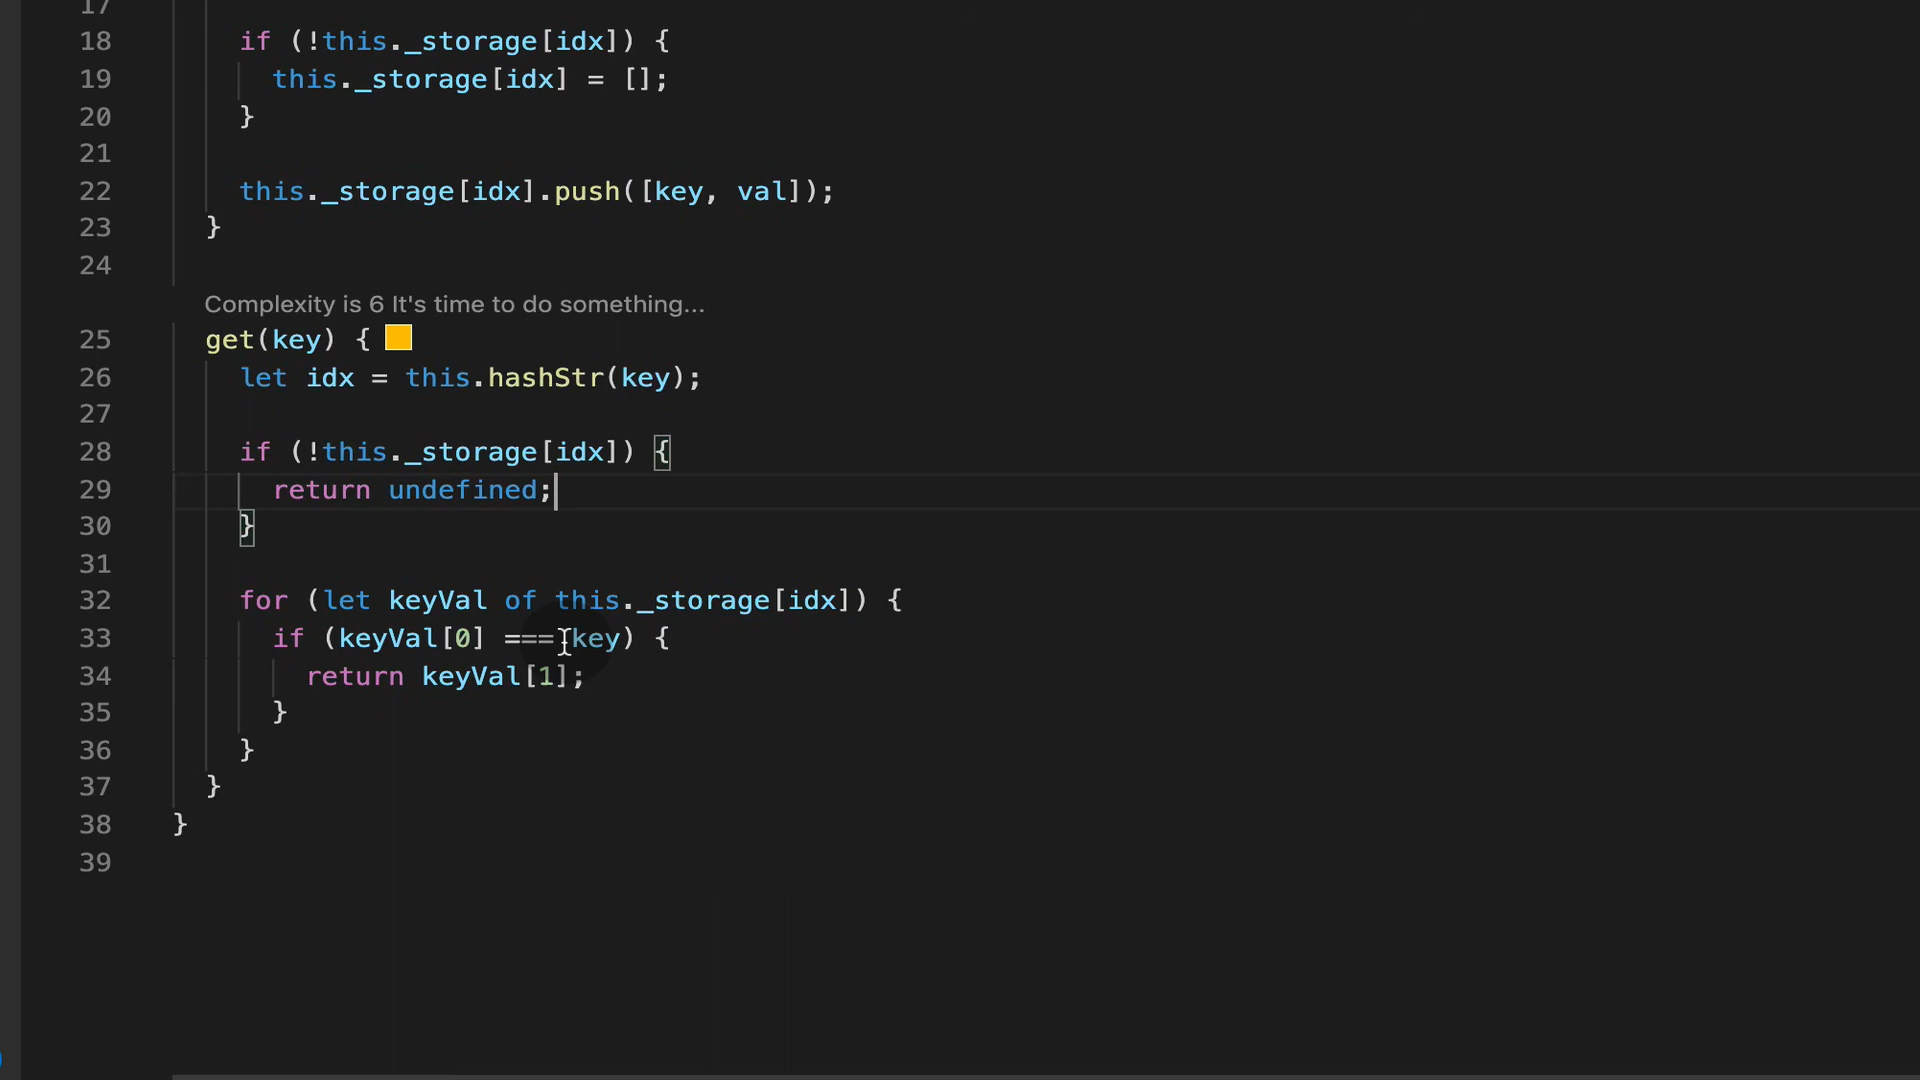 17
18 if (!this._storage[idx]) {
19 this._storage[idx] = [];
20 }
21
22 this._storage[idx].push([key, val]);
23 }
24
Complexity is 6 It's time to do something...
25 get(key) {
26 let idx = this.hashStr(key);
27
28 if (!this._storage[idx]) {
29 return undefined;
30 }
31
32 for (let keyVal of this._storage[idx]) {
33 if (keyVal[0] === key) {
34 return keyVal[1];
35 }
36 }
37 }
38 }
39